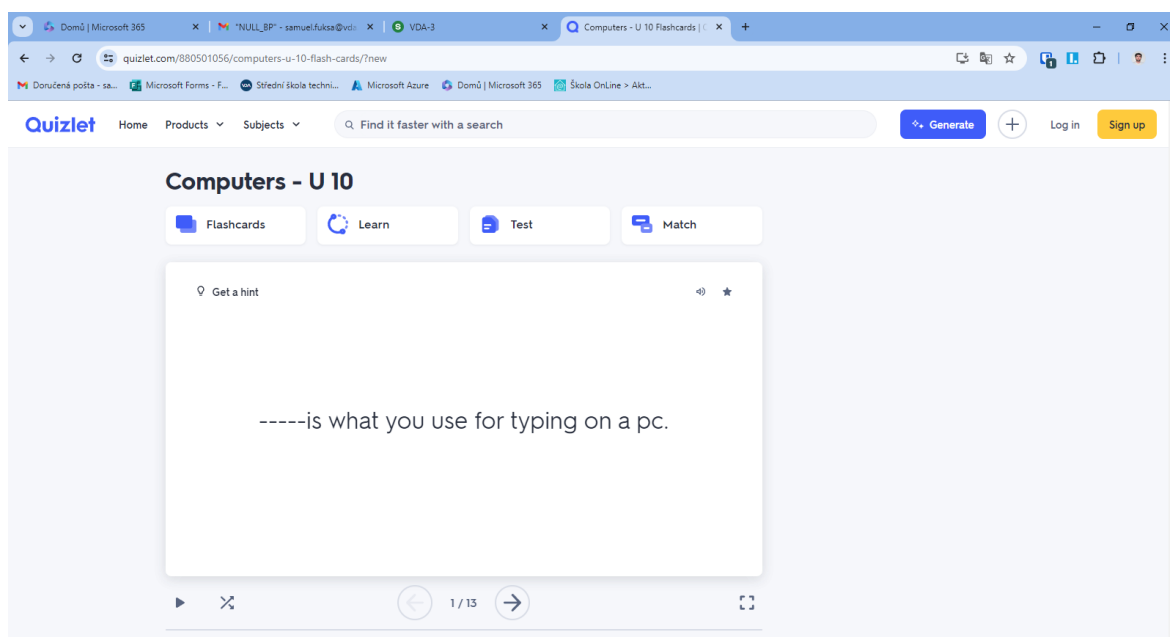 Domů | Microsoft 365
"NULL_BP" - samuel.fuksa@vda
VDA-3
Computers - U 10 Flashcards | Q
quizlet.com/880501056/computers-u-10-flash-cards/?new
Doručená pošta - sa...
Microsoft Forms - F...
Střední škola techni...
Microsoft Azure
Domů | Microsoft 365
Škola OnLine > Akt...
Quizlet
Home
Products
Subjects
Find it faster with a search
Generate
Log in
Sign up
Computers - U 10
Flashcards
Learn
Test
Match
Get a hint
-----is what you use for typing on a pc.
1 / 13